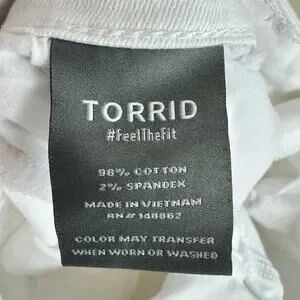 TORRID
#FeelTheFit
98% COTTON
2% SPANDEX
MADE IN VIETNAM
RN# 148862
COLOR MAY TRANSFER
WHEN WORN OR WASHED